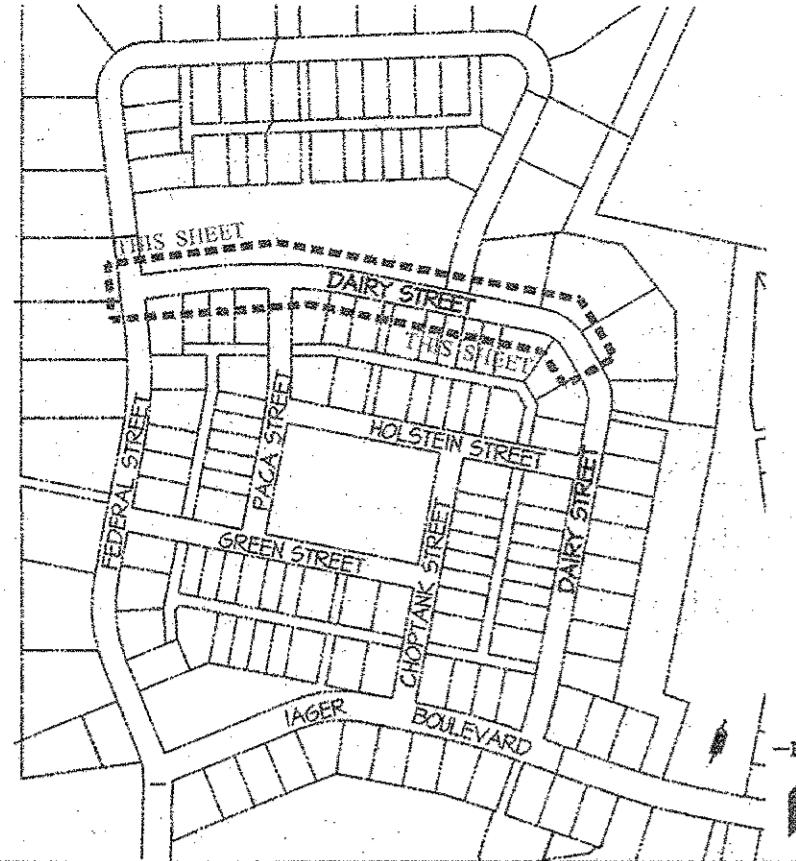 THIS SHEET
DAIRY STREET
THIS SHEET
FEDERAL STREET
PACA STREET
HOLSTEIN STREET
DAIRY STREET
GREEN STREET
CHOPTANK STREET
IAGER BOULEVARD